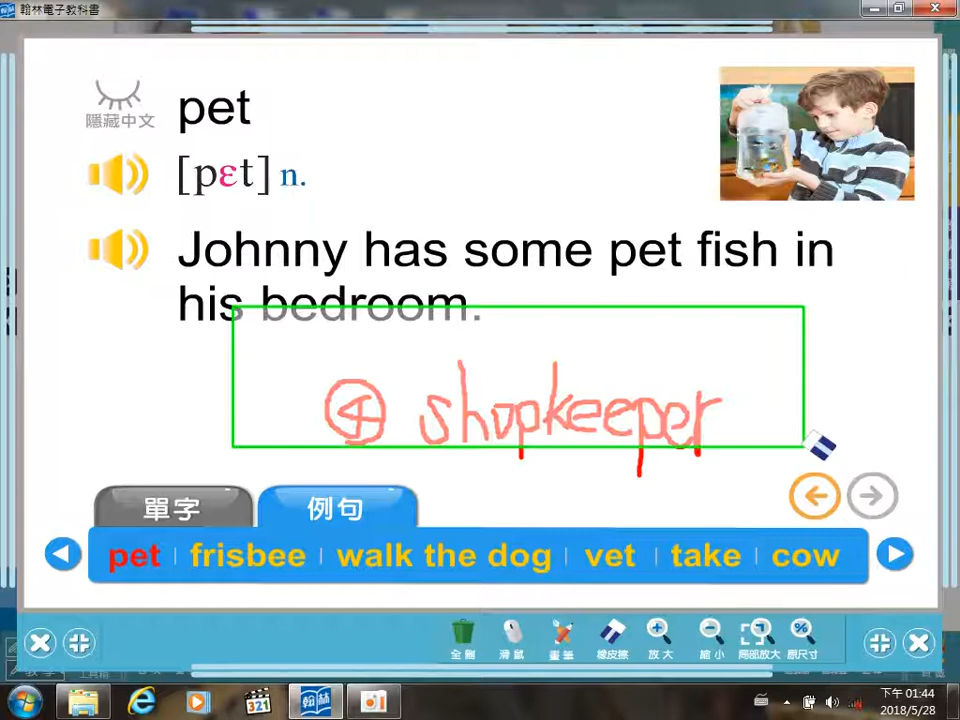 翰林電子教科書
隱藏中文
pet
[pɛt] n.
Johnny has some pet fish in
his bedroom.
④ shopkeeper
單字 例句
pet frisbee walk the dog vet take cow
全刪 滑鼠 畫筆 橡皮擦 放大 縮小 局部放大 原尺寸
翰林
321
下午 01:44
2018/5/28